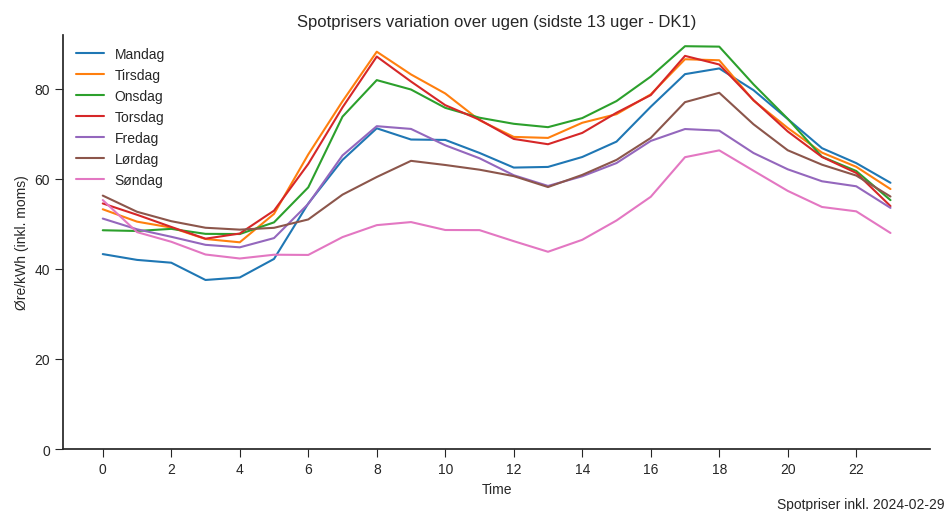 Spotprisers variation over ugen (sidste 13 uger - DK1)
Mandag
Tirsdag
Onsdag
Torsdag
Fredag
Lørdag
Søndag
Øre/kWh (inkl. moms)
80
60
40
20
0
0 2 4 6 8 10 12 14 16 18 20 22
Time
Spotpriser inkl. 2024-02-29